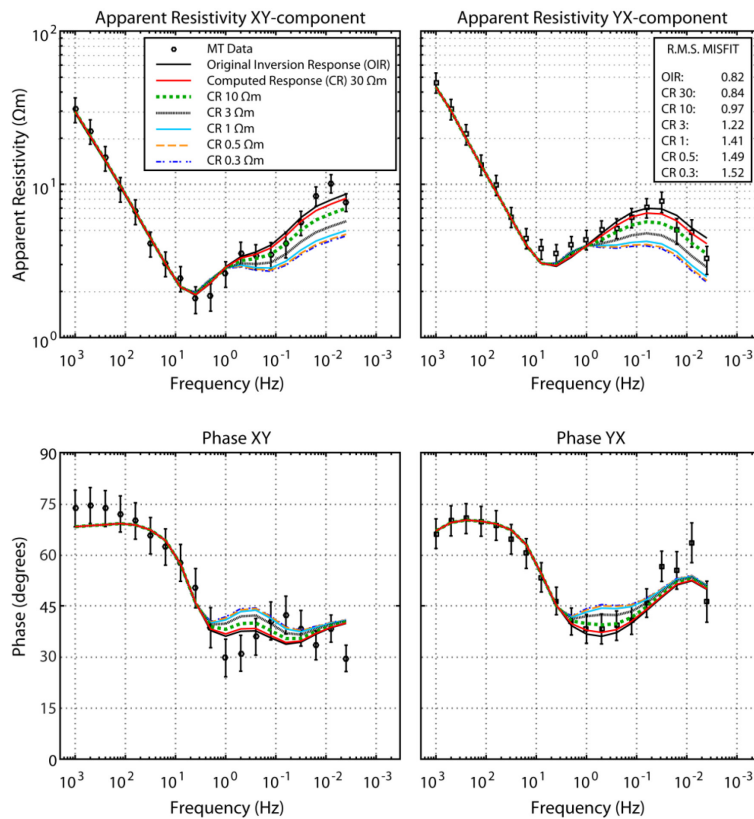 Apparent Resistivity XY-component
Apparent Resistivity YX-component
Apparent Resistivity (Ωm)
10²
10¹
10⁰
MT Data
Original Inversion Response (OIR)
Computed Response (CR) 30 Ωm
CR 10 Ωm
CR 3 Ωm
CR 1 Ωm
CR 0.5 Ωm
CR 0.3 Ωm
R.M.S. MISFIT
OIR: 0.82
CR 30: 0.84
CR 10: 0.97
CR 3: 1.22
CR 1: 1.41
CR 0.5: 1.49
CR 0.3: 1.52
10³ 10² 10¹ 10⁰ 10⁻¹ 10⁻² 10⁻³
10³ 10² 10¹ 10⁰ 10⁻¹ 10⁻² 10⁻³
Frequency (Hz)
Frequency (Hz)
Phase XY
Phase YX
Phase (degrees)
90
75
60
45
30
15
0
10³ 10² 10¹ 10⁰ 10⁻¹ 10⁻² 10⁻³
10³ 10² 10¹ 10⁰ 10⁻¹ 10⁻² 10⁻³
Frequency (Hz)
Frequency (Hz)